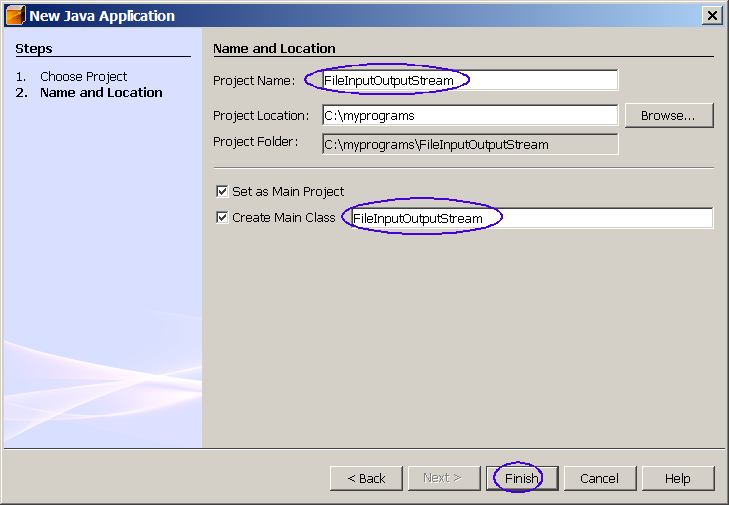 New Java Application
Steps
1. Choose Project
2. Name and Location
Name and Location
Project Name: FileInputOutputStream
Project Location: C:\myprograms Browse...
Project Folder: C:\myprograms\FileInputOutputStream
Set as Main Project
Create Main Class FileInputOutputStream
< Back Next > Finish Cancel Help